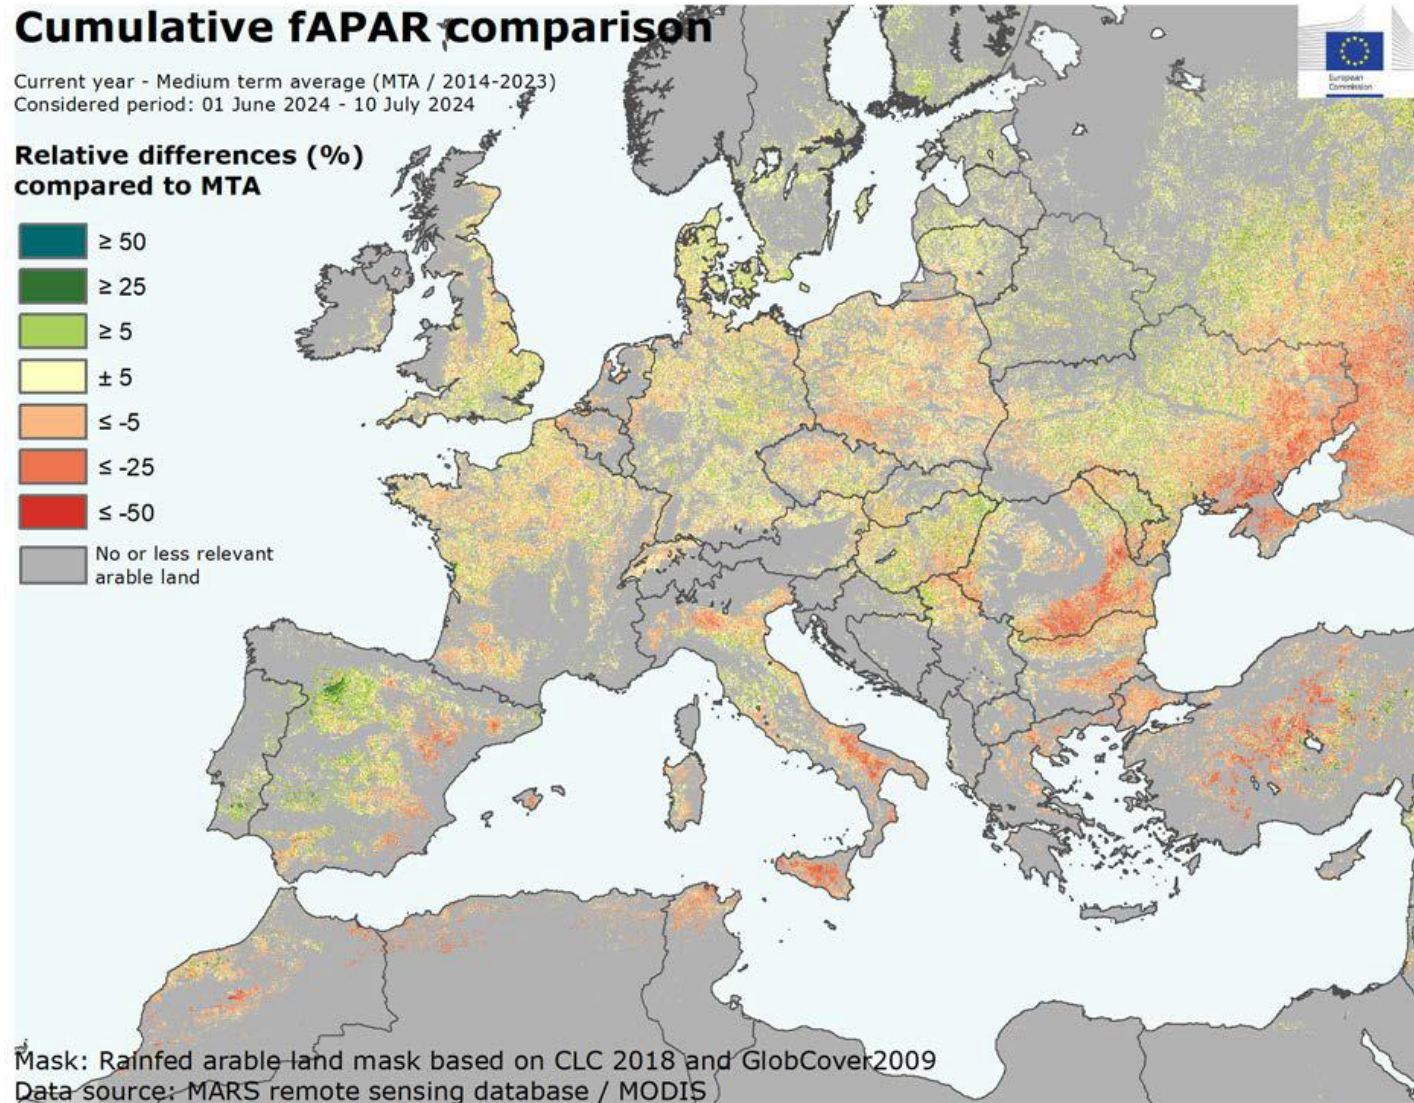 Cumulative fAPAR comparison
Current year - Medium term average (MTA / 2014-2023)
Considered period: 01 June 2024 - 10 July 2024
Relative differences (%)
compared to MTA
≥ 50
≥ 25
≥ 5
± 5
≤ -5
≤ -25
≤ -50
No or less relevant
arable land
European
Commission
Mask: Rainfed arable land mask based on CLC 2018 and GlobCover2009
Data source: MARS remote sensing database / MODIS